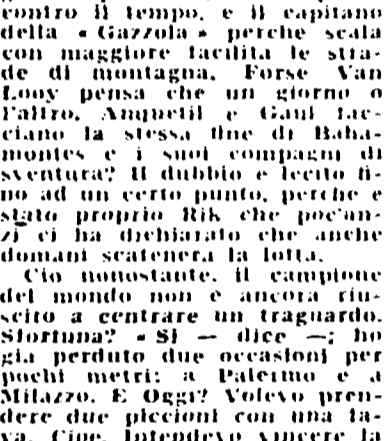 contro il tempo, e il capitano
della « Gazzola » perchè scala
con maggiore facilità le stra-
de di montagna. Forse Van
Looy pensa che un giorno o
l'altro, Anquetil e Gaul fac-
ciano la stessa fine di Baha-
montes e i suoi compagni di
sventura? Il dubbio è lecito fi-
no ad un certo punto, perchè è
stato proprio Rik che poc'an-
zi ci ha dichiarato che anche
domani scatenerà la lotta.
Ciò nonostante, il campione
del mondo non è ancora riu-
scito a centrare un traguardo.
Sfortuna? « Sì — dice —; ho
già perduto due occasioni per
pochi metri: a Palermo e a
Milazzo. E Oggi? Volevo pren-
dere due piccioni con una fa-
va. Cioè, Intendevo vincere la